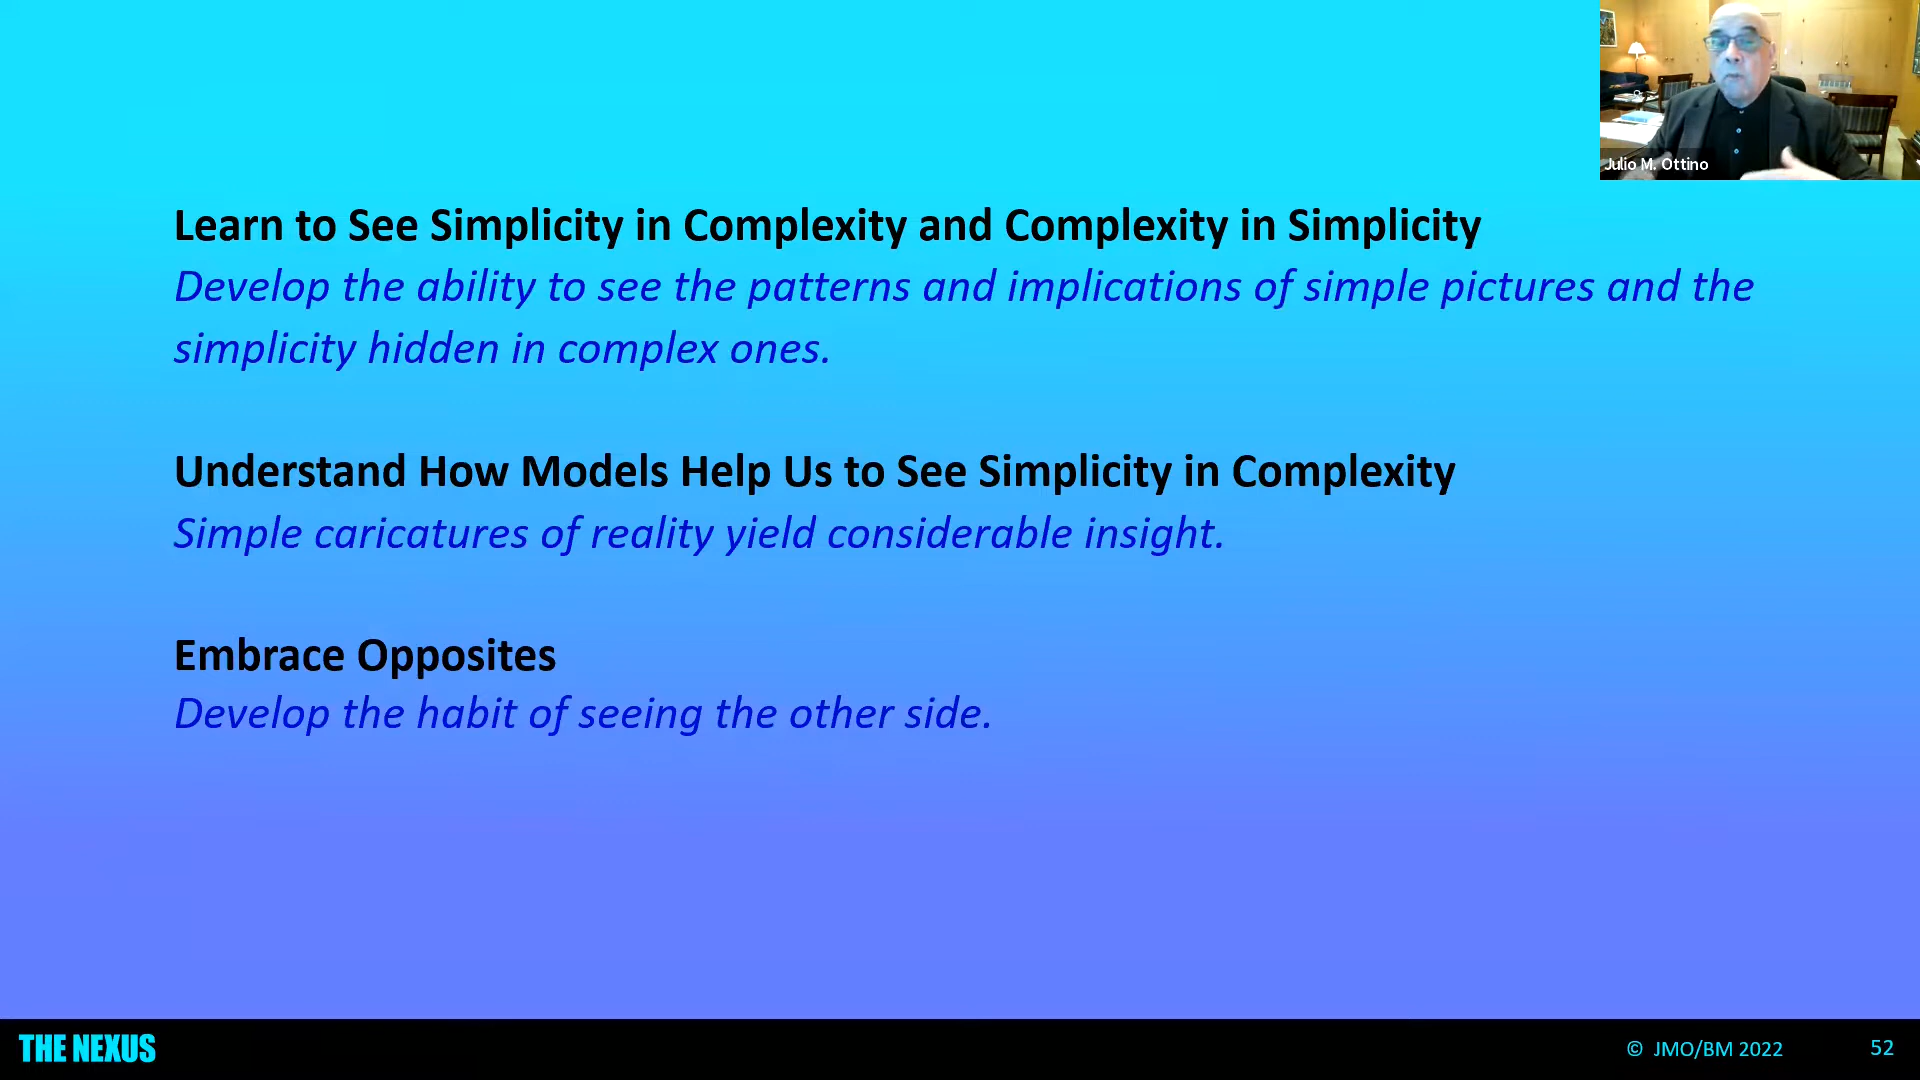 Julio M. Ottino
Learn to See Simplicity in Complexity and Complexity in Simplicity
Develop the ability to see the patterns and implications of simple pictures and the
simplicity hidden in complex ones.
Understand How Models Help Us to See Simplicity in Complexity
Simple caricatures of reality yield considerable insight.
Embrace Opposites
Develop the habit of seeing the other side.
THE NEXUS
© JMO/BM 2022
52